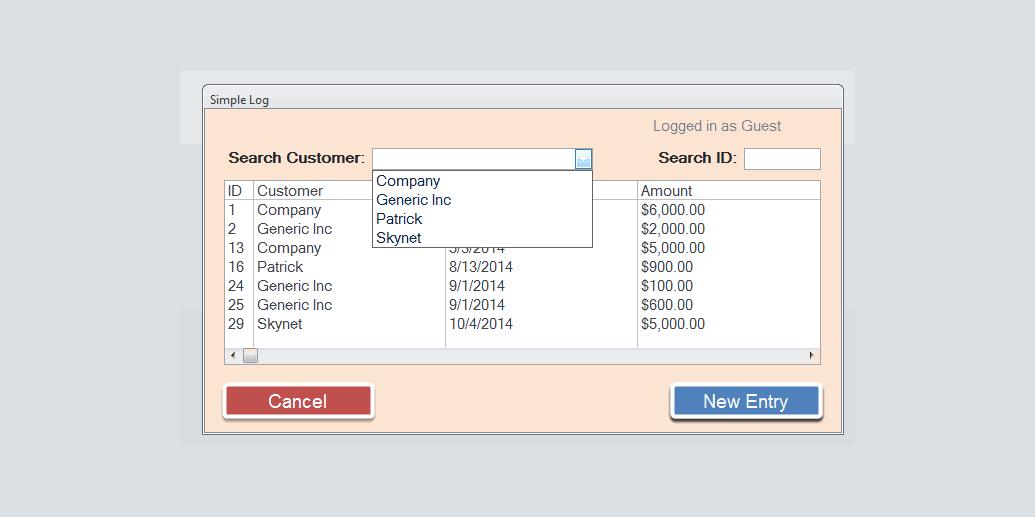 Simple Log
Logged in as Guest
Search Customer: Search ID:
Company
Generic Inc
Patrick
Skynet
ID Customer Amount
1 Company $6,000.00
2 Generic Inc $2,000.00
13 Company $5,000.00
16 Patrick 8/13/2014 $900.00
24 Generic Inc 9/1/2014 $100.00
25 Generic Inc 9/1/2014 $600.00
29 Skynet 10/4/2014 $5,000.00
Cancel New Entry